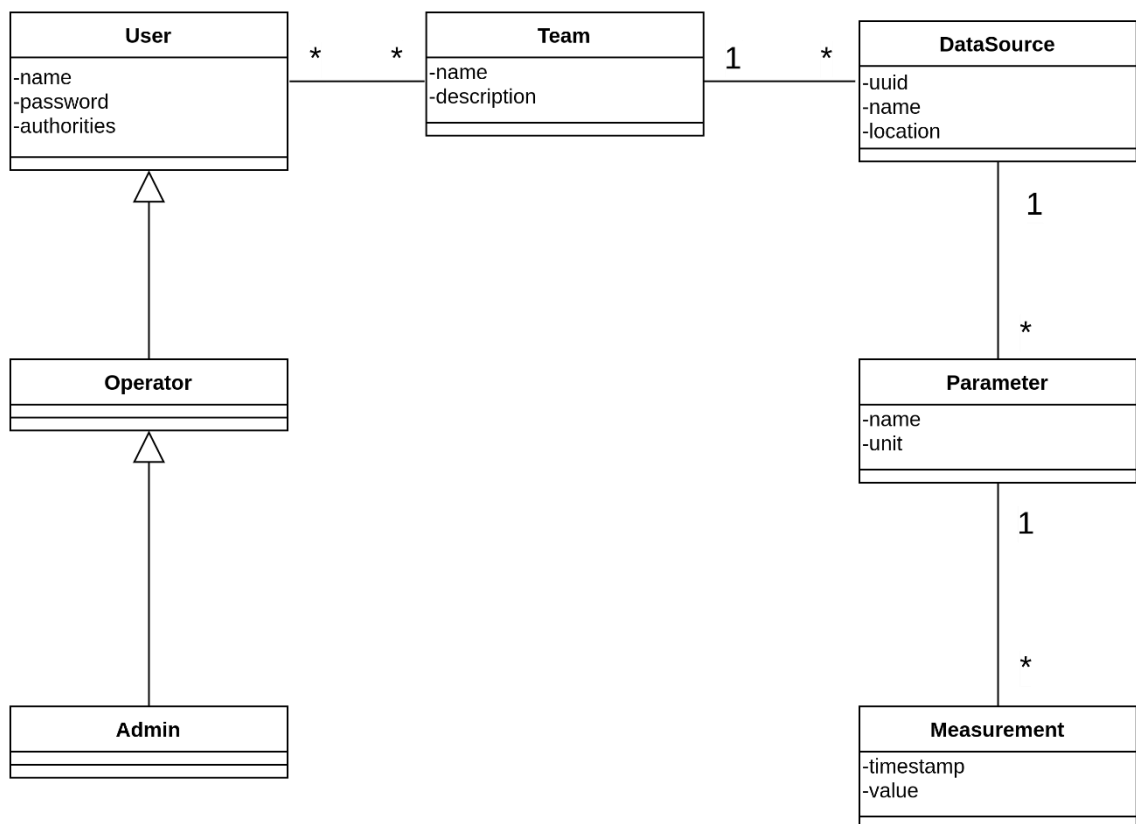 User
-name
-password
-authorities
* *
Team
-name
-description
1 *
DataSource
-uuid
-name
-location
1
*
Operator
Parameter
-name
-unit
1
*
Admin
Measurement
-timestamp
-value